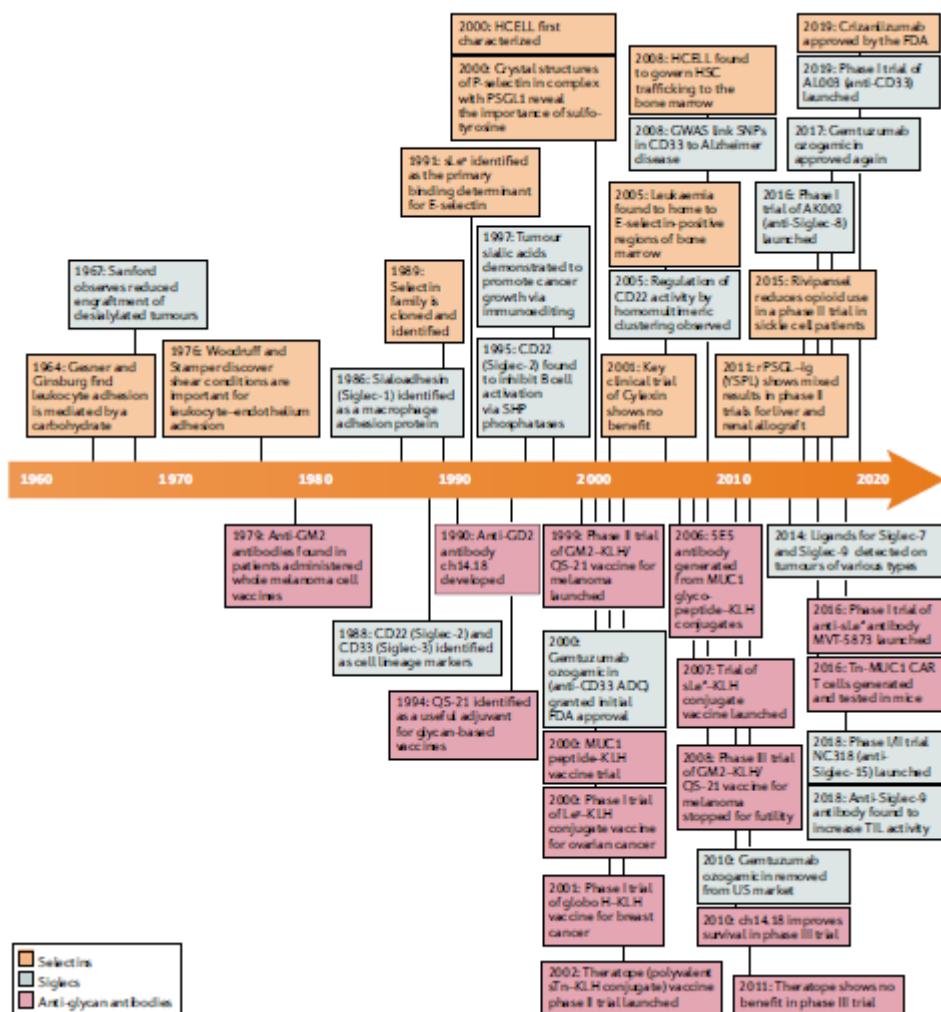 2000: HCELL first
characterized
2000: Crystal structures
of P-selectin in complex
with PSGL1 reveal
the importance of sulfo-
tyrosine
2008: HCELL found
to govern HSC
trafficking to the
bone marrow
2008: GWAS link SNPs
in CD33 to Alzheimer
disease
2019: Crizanlizumab
approved by the FDA
2019: Phase I trial of
AL003 (anti-CD33)
launched
2017: Gemtuzumab
ozogamicin
approved again
1991: sLeˣ identified
as the primary
binding determinant
for E-selectin
2005: Leukaemia
found to home to
E-selectin-positive
regions of bone
marrow
2016: Phase I
trial of AK002
(anti-Siglec-8)
launched
1967: Sanford
observes reduced
engraftment of
desialylated tumours
1989:
Selectin
family is
cloned and
identified
1997: Tumour
sialic acids
demonstrated to
promote cancer
growth via
immunoediting
2005: Regulation of
CD22 activity by
homomultimeric
clustering observed
2015: Rivipansel
reduces opioid use
in a phase II trial in
sickle cell patients
1964: Gesner and
Ginsburg find
leukocyte adhesion
is mediated by a
carbohydrate
1976: Woodruff and
Stamper discover
shear conditions are
important for
leukocyte–endothelium
adhesion
1986: Sialoadhesin
(Siglec-1) identified
as a macrophage
adhesion protein
1995: CD22
(Siglec-2) found
to inhibit B cell
activation
via SHP
phosphatases
2001: Key
clinical trial
of Cylexin
shows no
benefit
2011: rPSGL-Ig
(YSPL) shows mixed
results in phase II
trials for liver and
renal allograft
1960 1970 1980 1990 2000 2010 2020
1979: Anti-GM2
antibodies found in
patients administered
whole melanoma cell
vaccines
1990: Anti-GD2
antibody
ch14.18
developed
1999: Phase II trial
of GM2–KLH/
QS-21 vaccine for
melanoma
launched
2006: 5E5
antibody
generated
from MUC1
glyco-
peptide–KLH
conjugates
2014: Ligands for Siglec-7
and Siglec-9 detected on
tumours of various types
1988: CD22 (Siglec-2) and
CD33 (Siglec-3) identified
as cell lineage markers
2000:
Gemtuzumab
ozogamicin
(anti-CD33 ADC)
granted initial
FDA approval
2007: Trial of
sLeᵃ–KLH
conjugate
vaccine launched
2016: Phase I trial of
anti-sLeᵃ antibody
MVT-5873 launched
2016: Tn-MUC1 CAR
T cells generated
and tested in mice
1994: QS-21 identified
as a useful adjuvant
for glycan-based
vaccines
2000: MUC1
peptide–KLH
vaccine trial
2008: Phase III trial
of GM2–KLH/
QS-21 vaccine for
melanoma
stopped for futility
2018: Phase I/II trial
NC318 (anti-
Siglec-15) launched
2018: Anti-Siglec-9
antibody found to
increase TIL activity
2000: Phase I trial
of Leʸ–KLH
conjugate vaccine
for ovarian cancer
2010: Gemtuzumab
ozogamicin removed
from US market
2001: Phase I trial
of globo H–KLH
vaccine for breast
cancer
2010: ch14.18 improves
survival in phase III trial
2002: Theratope (polyvalent
sTn–KLH conjugate) vaccine
phase II trial launched
2011: Theratope shows no
benefit in phase III trial
Selectins
Siglecs
Anti-glycan antibodies